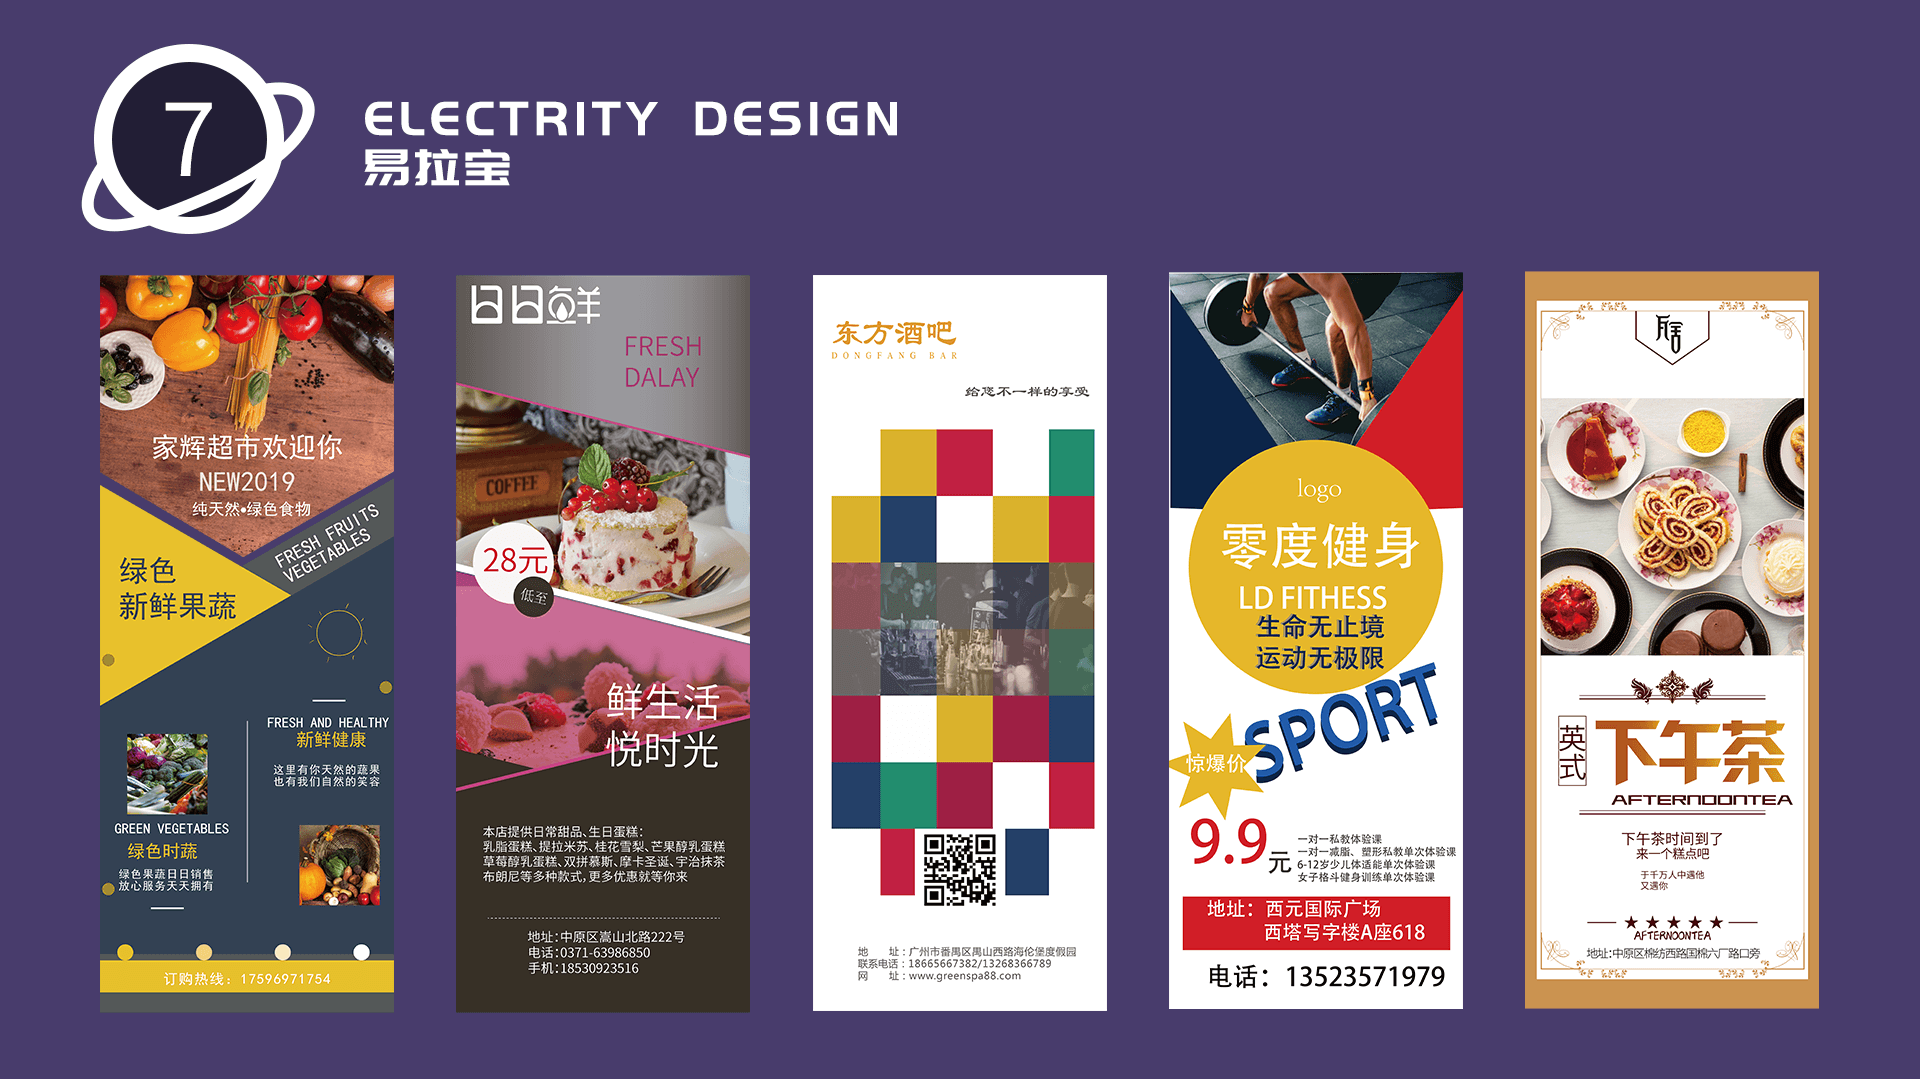 7
ELECTRITY DESIGN
易拉宝
家辉超市欢迎你
NEW2019
纯天然•绿色食物
FRESH FRUITS
VEGETABLES
绿色
新鲜果蔬
FRESH AND HEALTHY
新鲜健康
这里有你天然的蔬果
也有我们自然的笑容
GREEN VEGETABLES
绿色时蔬
绿色果蔬日日销售
放心服务天天拥有
订购热线：17596971754
日日鲜
FRESH
DALAY
COFFEE
28元
低至
鲜生活
悦时光
本店提供日常甜品、生日蛋糕：
乳脂蛋糕、提拉米苏、桂花雪梨、芒果醇乳蛋糕
草莓醇乳蛋糕、双拼慕斯、摩卡圣诞、宇治抹茶
布朗尼等多种款式,更多优惠就等你来
地址:中原区嵩山北路222号
电话:0371-63986850
手机:18530923516
东方酒吧
DONGFANG BAR
给您不一样的享受
地 址：广州市番禺区禺山西路海伦堡度假园
联系电话：18665667382/13268366789
网 址：www.greenspa88.com
logo
零度健身
LD FITHESS
生命无止境
运动无极限
SPORT
惊爆价
9.9元
一对一私教体验课
一对一减脂、塑形私教单次体验课
6-12岁少儿体适能单次体验课
女子格斗健身训练单次体验课
地址：西元国际广场
西塔写字楼A座618
电话：13523571979
英式
下午茶
AFTERNOONTEA
下午茶时间到了
来一个糕点吧
于千万人中遇他
又遇你
AFTERNOONTEA
地址:中原区棉纺西路国棉六厂路口旁